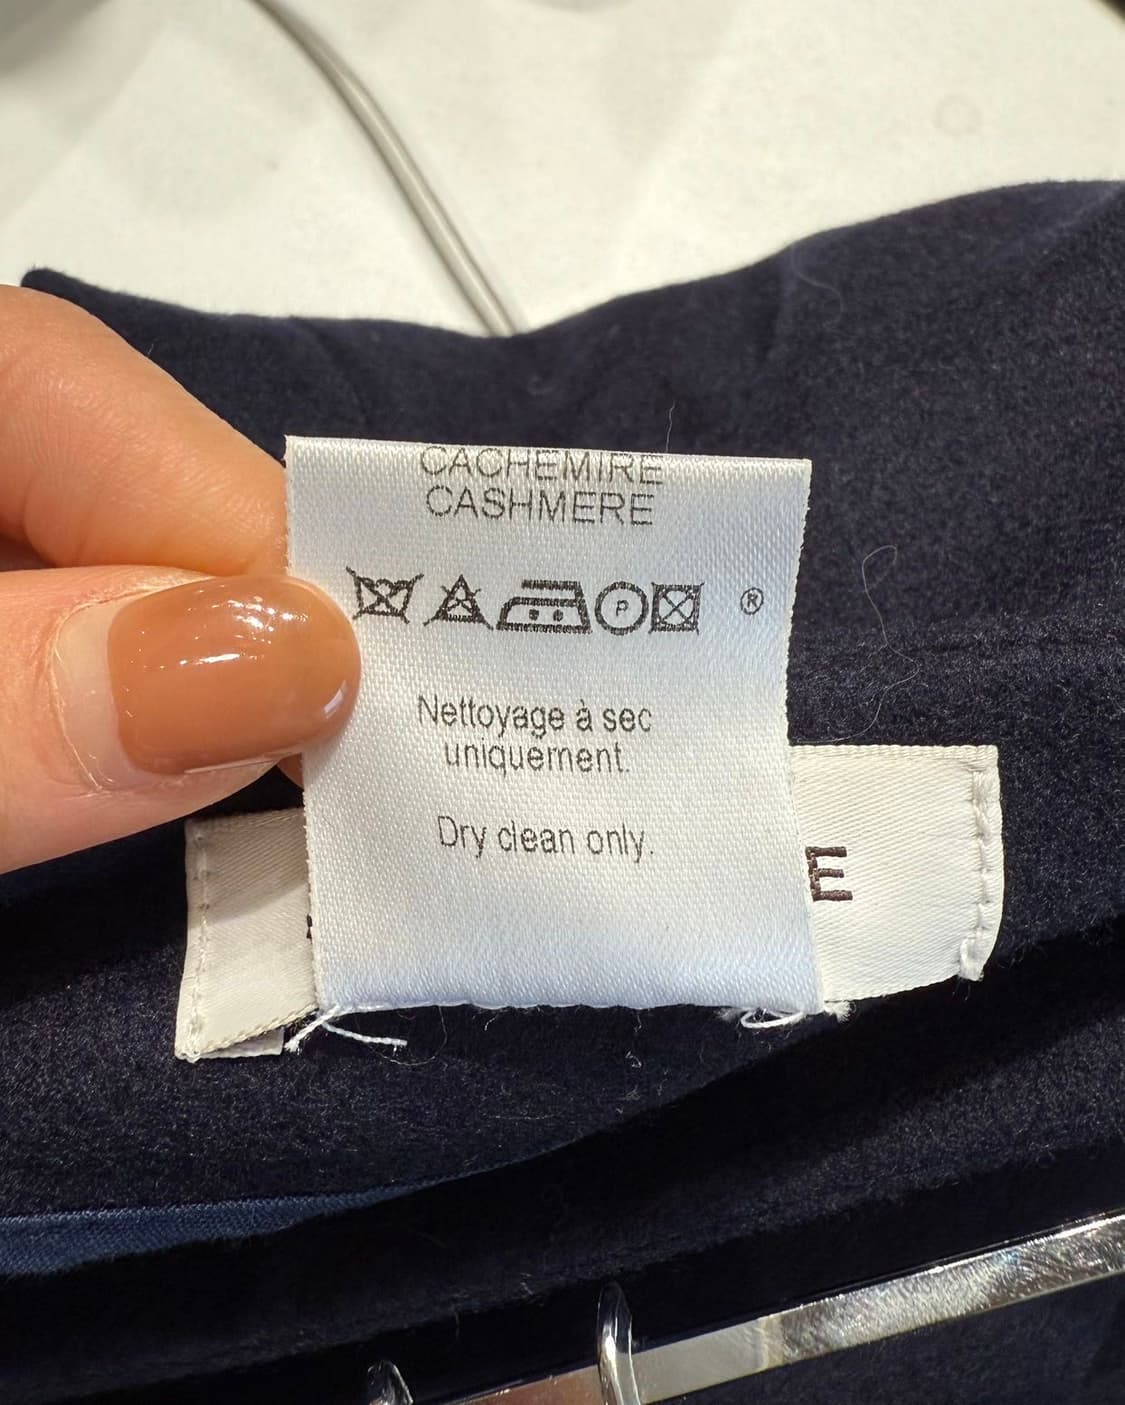 CACHEMIRE
CASHMERE
P ®
Nettoyage à sec
uniquement.
Dry clean only.
E